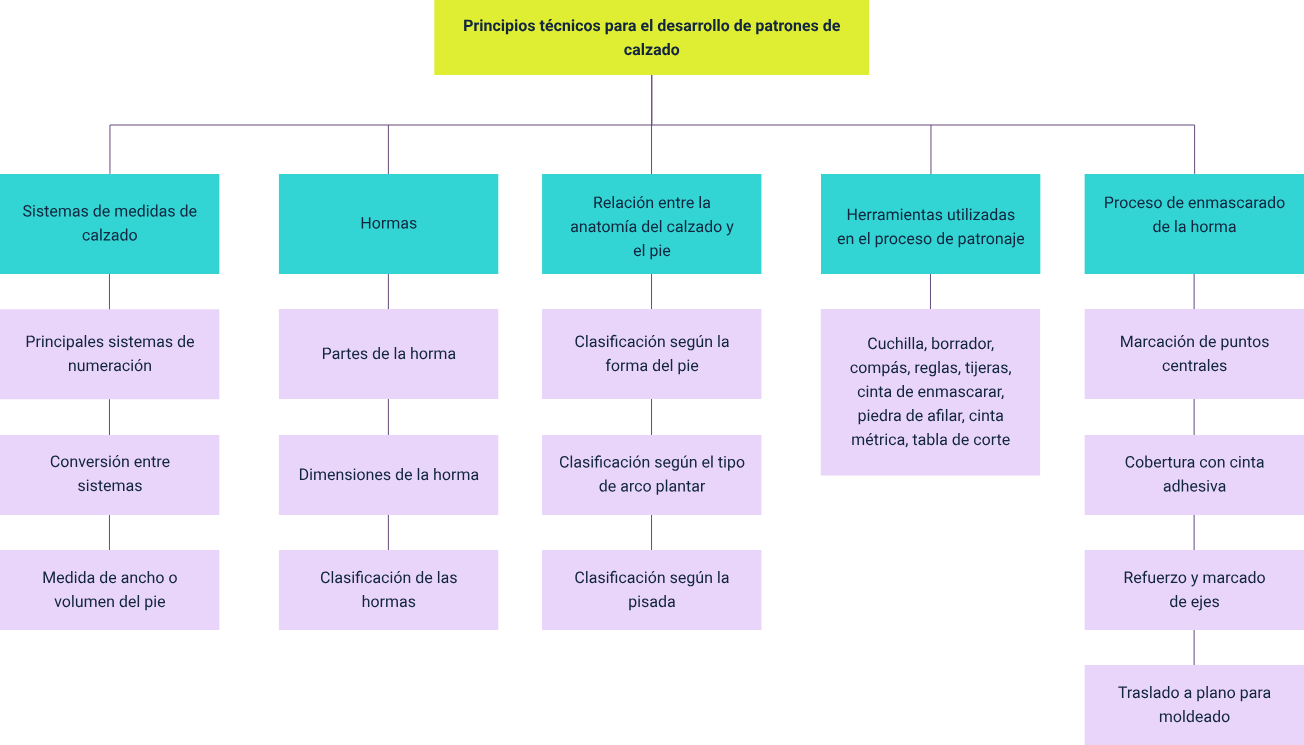 Principios técnicos para el desarrollo de patrones de
calzado
Sistemas de medidas de
calzado
Hormas
Relación entre la
anatomía del calzado y
el pie
Herramientas utilizadas
en el proceso de patronaje
Proceso de enmascarado
de la horma
Principales sistemas de
numeración
Partes de la horma
Clasificación según la
forma del pie
Cuchilla, borrador,
compás, reglas, tijeras,
cinta de enmascarar,
piedra de afilar, cinta
métrica, tabla de corte
Marcación de puntos
centrales
Conversión entre
sistemas
Dimensiones de la horma
Clasificación según el tipo
de arco plantar
Cobertura con cinta
adhesiva
Medida de ancho o
volumen del pie
Clasificación de las
hormas
Clasificación según la
pisada
Refuerzo y marcado
de ejes
Traslado a plano para
moldeado